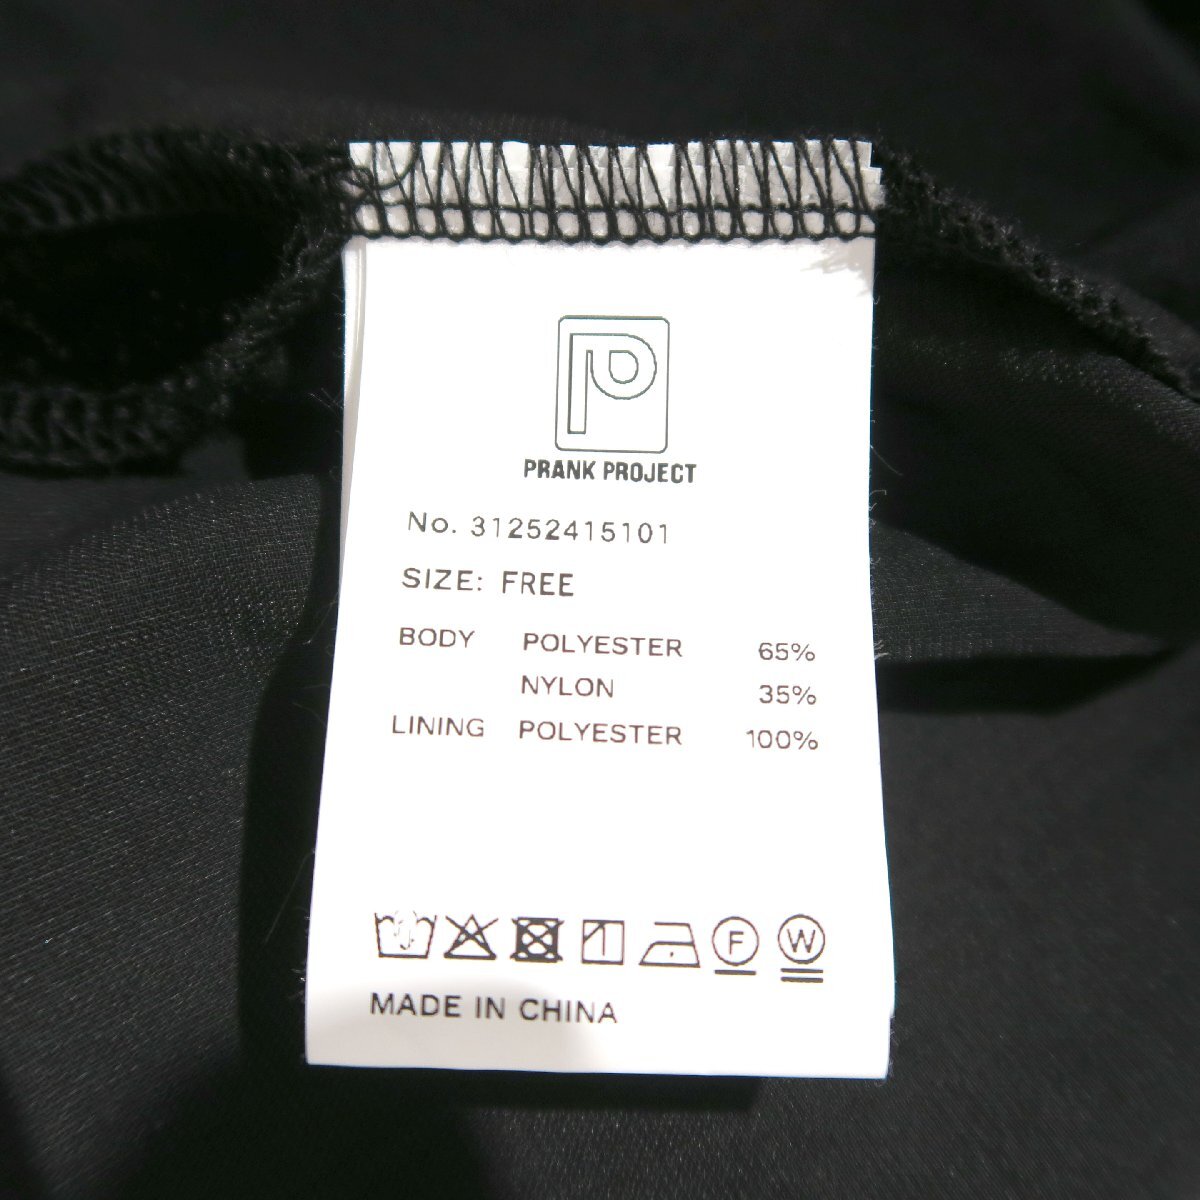 P
PRANK PROJECT
No. 31252415101
SIZE: FREE
BODY POLYESTER 65%
NYLON 35%
LINING POLYESTER 100%
F W
MADE IN CHINA